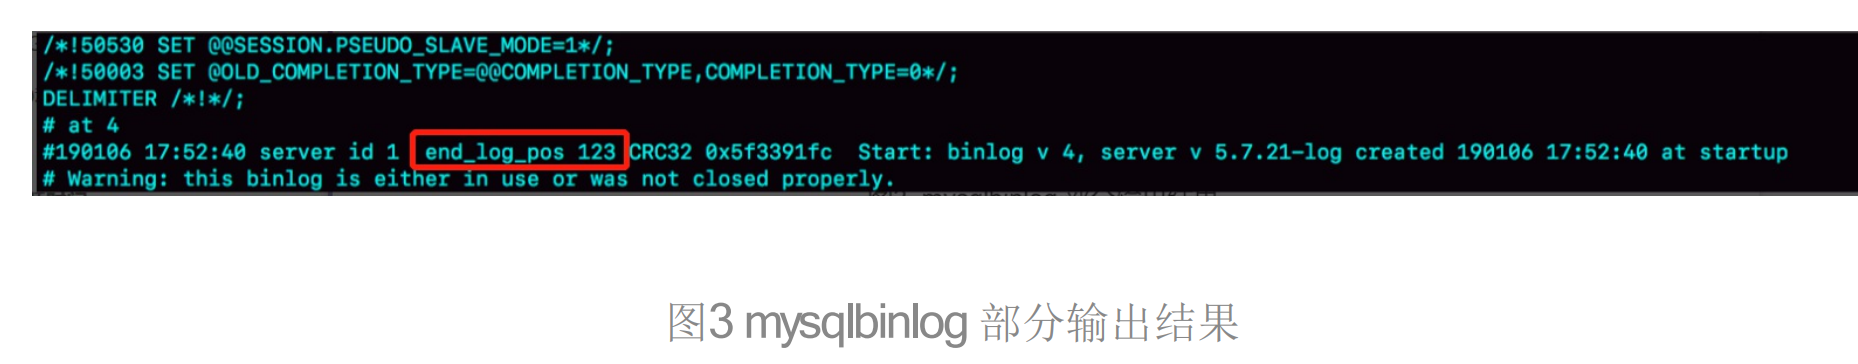 /*!50530 SET @@SESSION.PSEUDO_SLAVE_MODE=1*/;
/*!50003 SET @OLD_COMPLETION_TYPE=@@COMPLETION_TYPE,COMPLETION_TYPE=0*/;
DELIMITER /*!*/;
# at 4
#190106 17:52:40 server id 1  end_log_pos 123 CRC32 0x5f3391fc  Start: binlog v 4, server v 5.7.21-log created 190106 17:52:40 at startup
# Warning: this binlog is either in use or was not closed properly.
图3 mysqlbinlog 部分输出结果